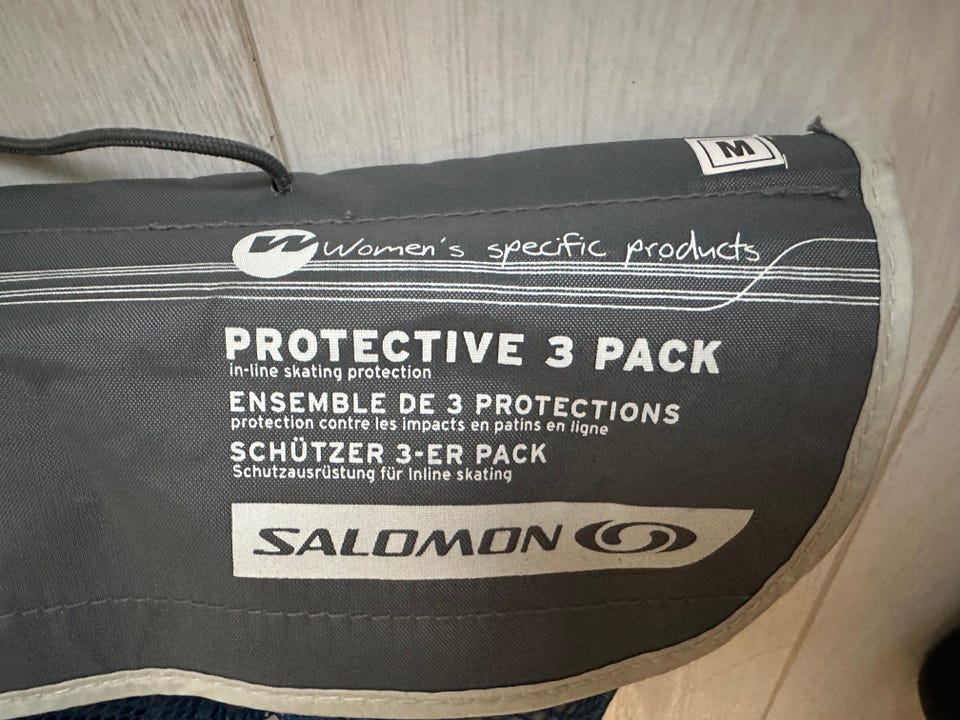 M
W Women's specific products
PROTECTIVE 3 PACK
in-line skating protection
ENSEMBLE DE 3 PROTECTIONS
protection contre les impacts en patins en ligne
SCHÜTZER 3-ER PACK
Schutzausrüstung für Inline skating
SALOMON